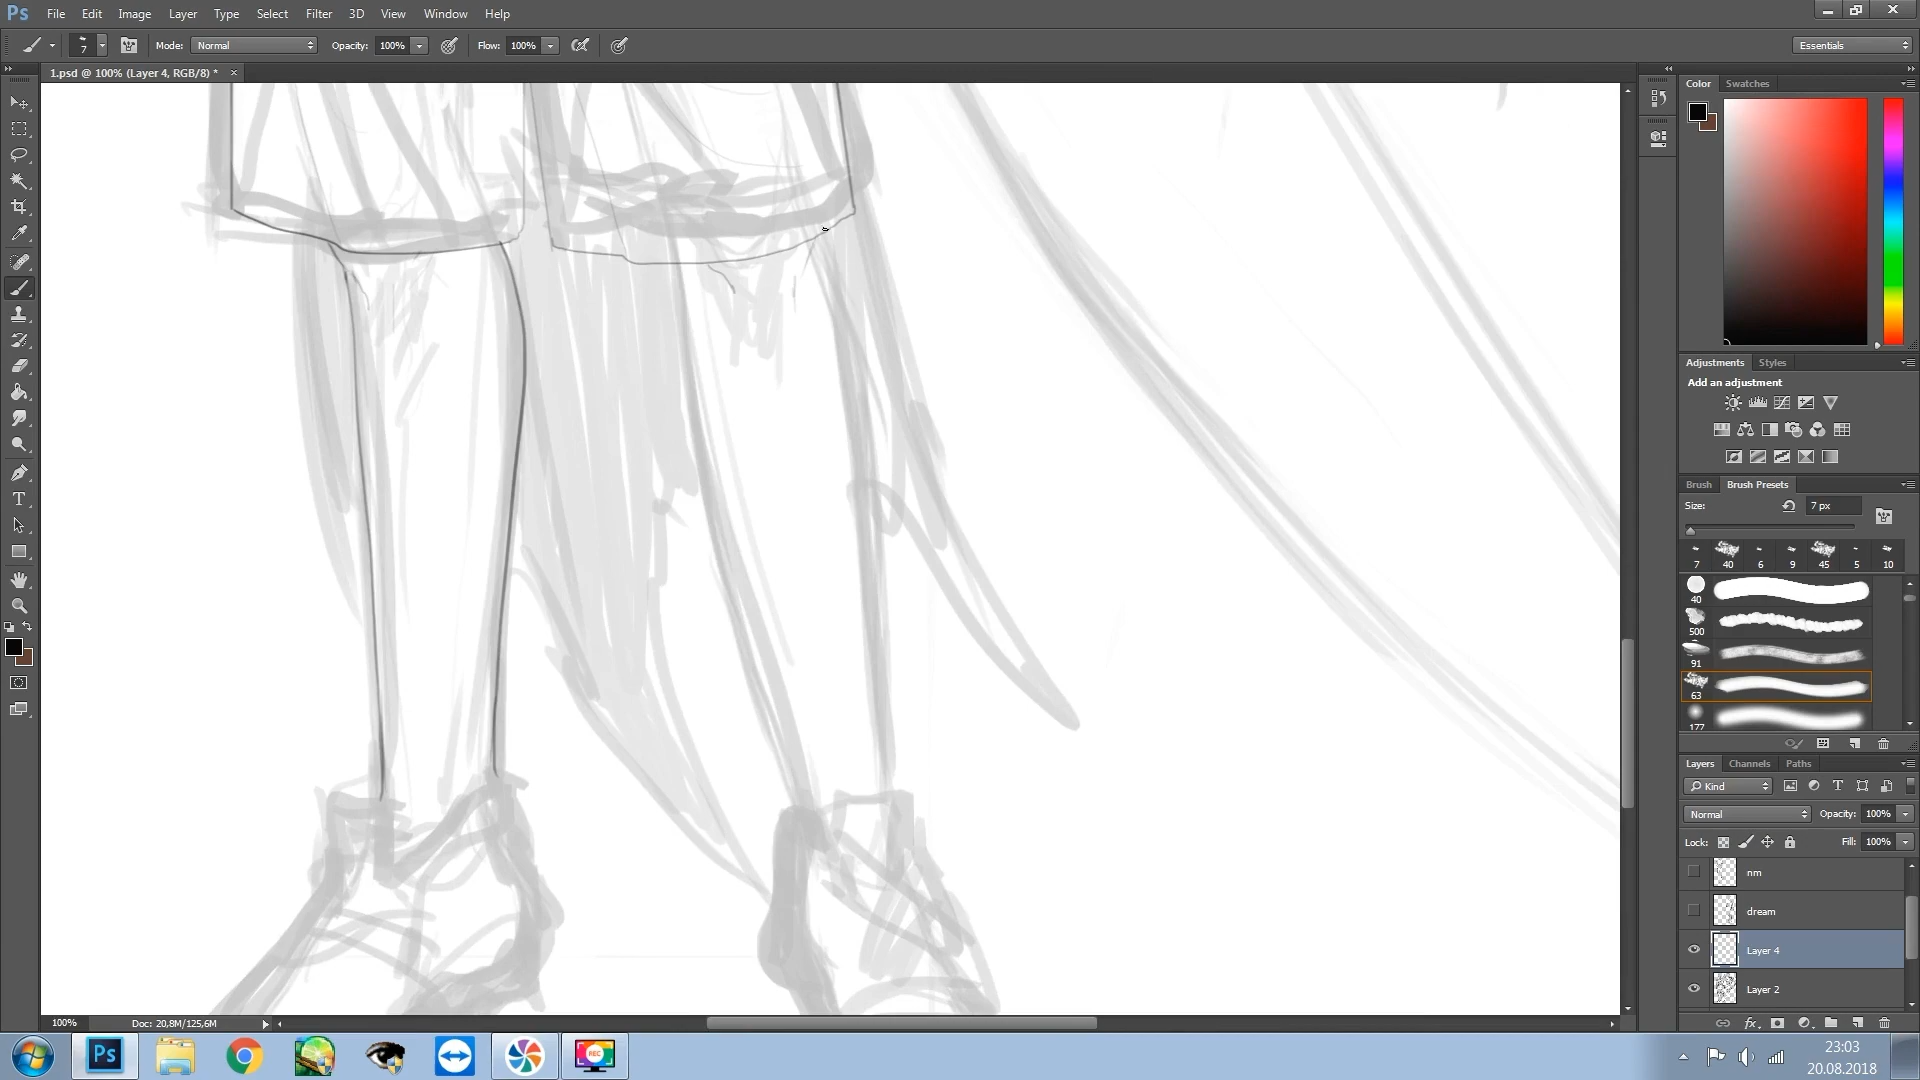 Ps File Edit Image Layer Type Select Filter 3D View Window Help
7 Mode: Normal Opacity: 100% Flow: 100% Essentials
1.psd @ 100% (Layer 4, RGB/8) * ×
Color Swatches
Adjustments Styles
Add an adjustment
Brush Brush Presets
Size: 7 px
7 40 6 9 45 5 10
40
500
91
63
177
Layers Channels Paths
Kind
Normal Opacity: 100%
Lock: Fill: 100%
nm
dream
Layer 4
Layer 2
fx
100% Doc: 20,8M/125,6M
Ps REC
23:03
20.08.2018